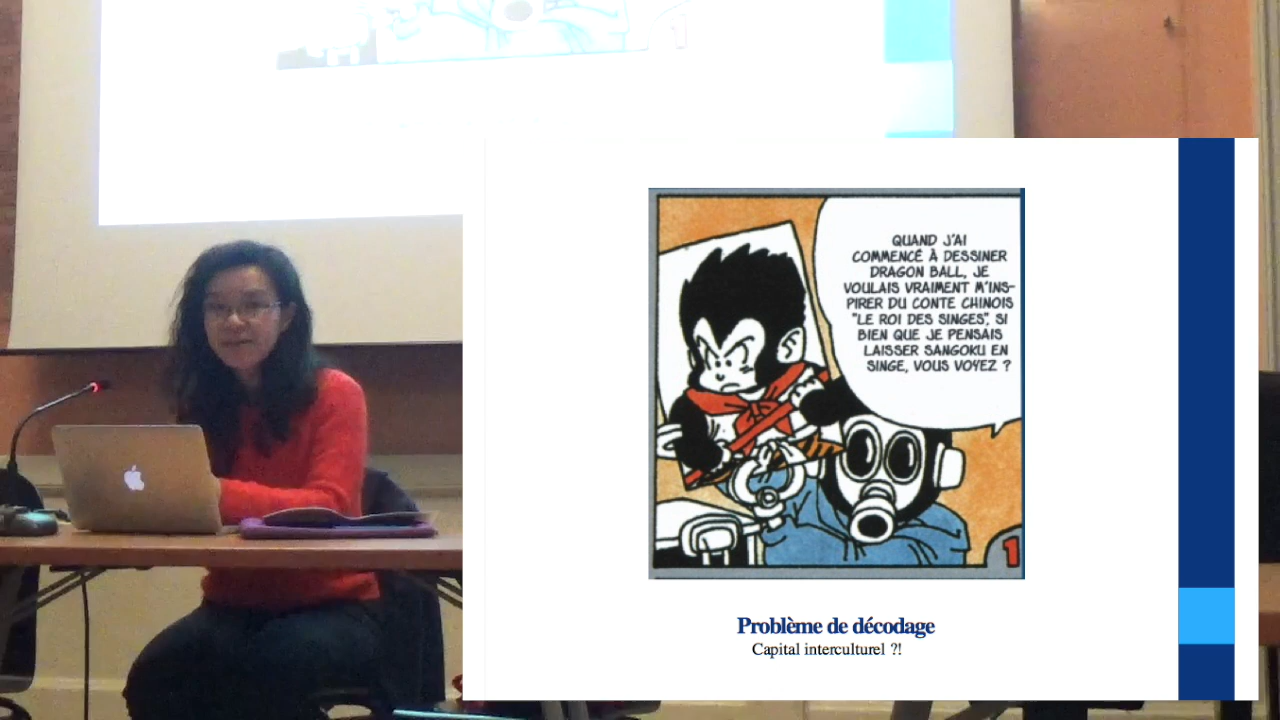 QUAND J'AI
COMMENCÉ À DESSINER
DRAGON BALL, JE
VOULAIS VRAIMENT M'INS-
PIRER DU CONTE CHINOIS
"LE ROI DES SINGES", SI
BIEN QUE JE PENSAIS
LAISSER SANGOKU EN
SINGE, VOUS VOYEZ ?
1
Problème de décodage
Capital interculturel ?!